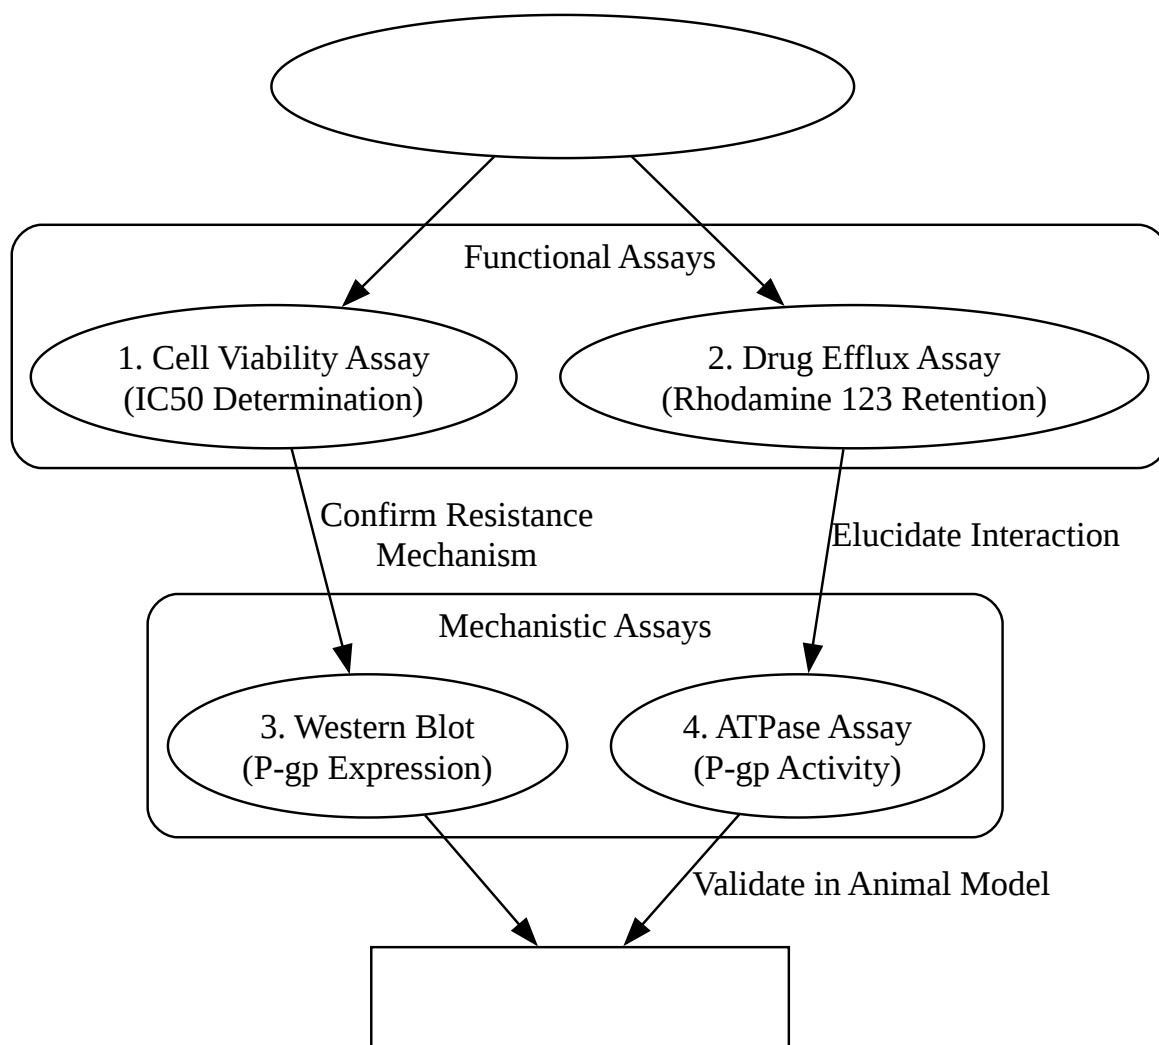 Functional Assays
1. Cell Viability Assay
(IC50 Determination)
2. Drug Efflux Assay
(Rhodamine 123 Retention)
Confirm Resistance
Mechanism
Elucidate Interaction
Mechanistic Assays
3. Western Blot
(P-gp Expression)
4. ATPase Assay
(P-gp Activity)
Validate in Animal Model